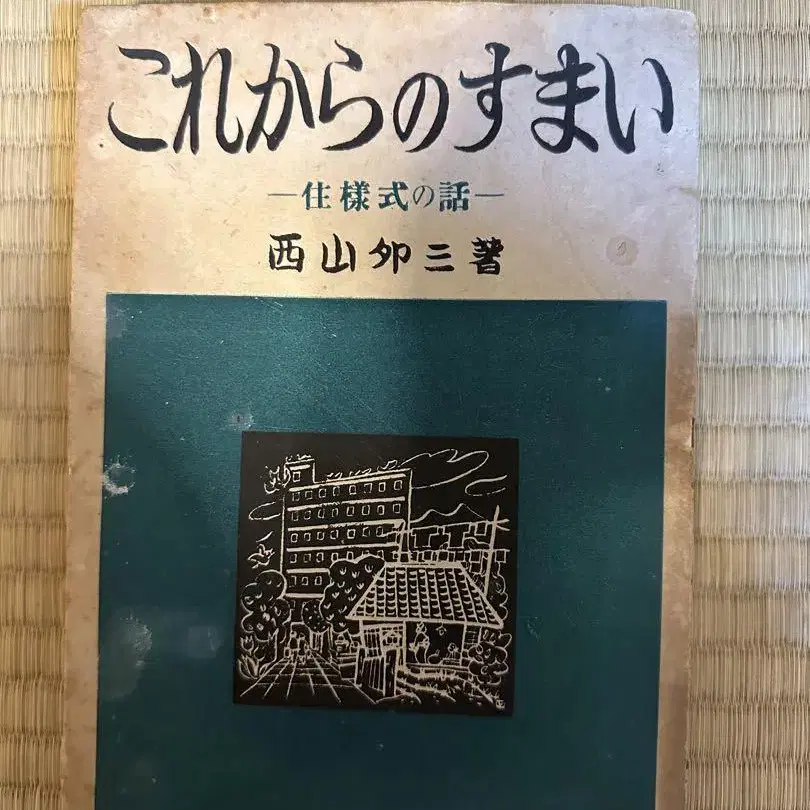 これからのすまい
―住様式の話―
西山夘三著